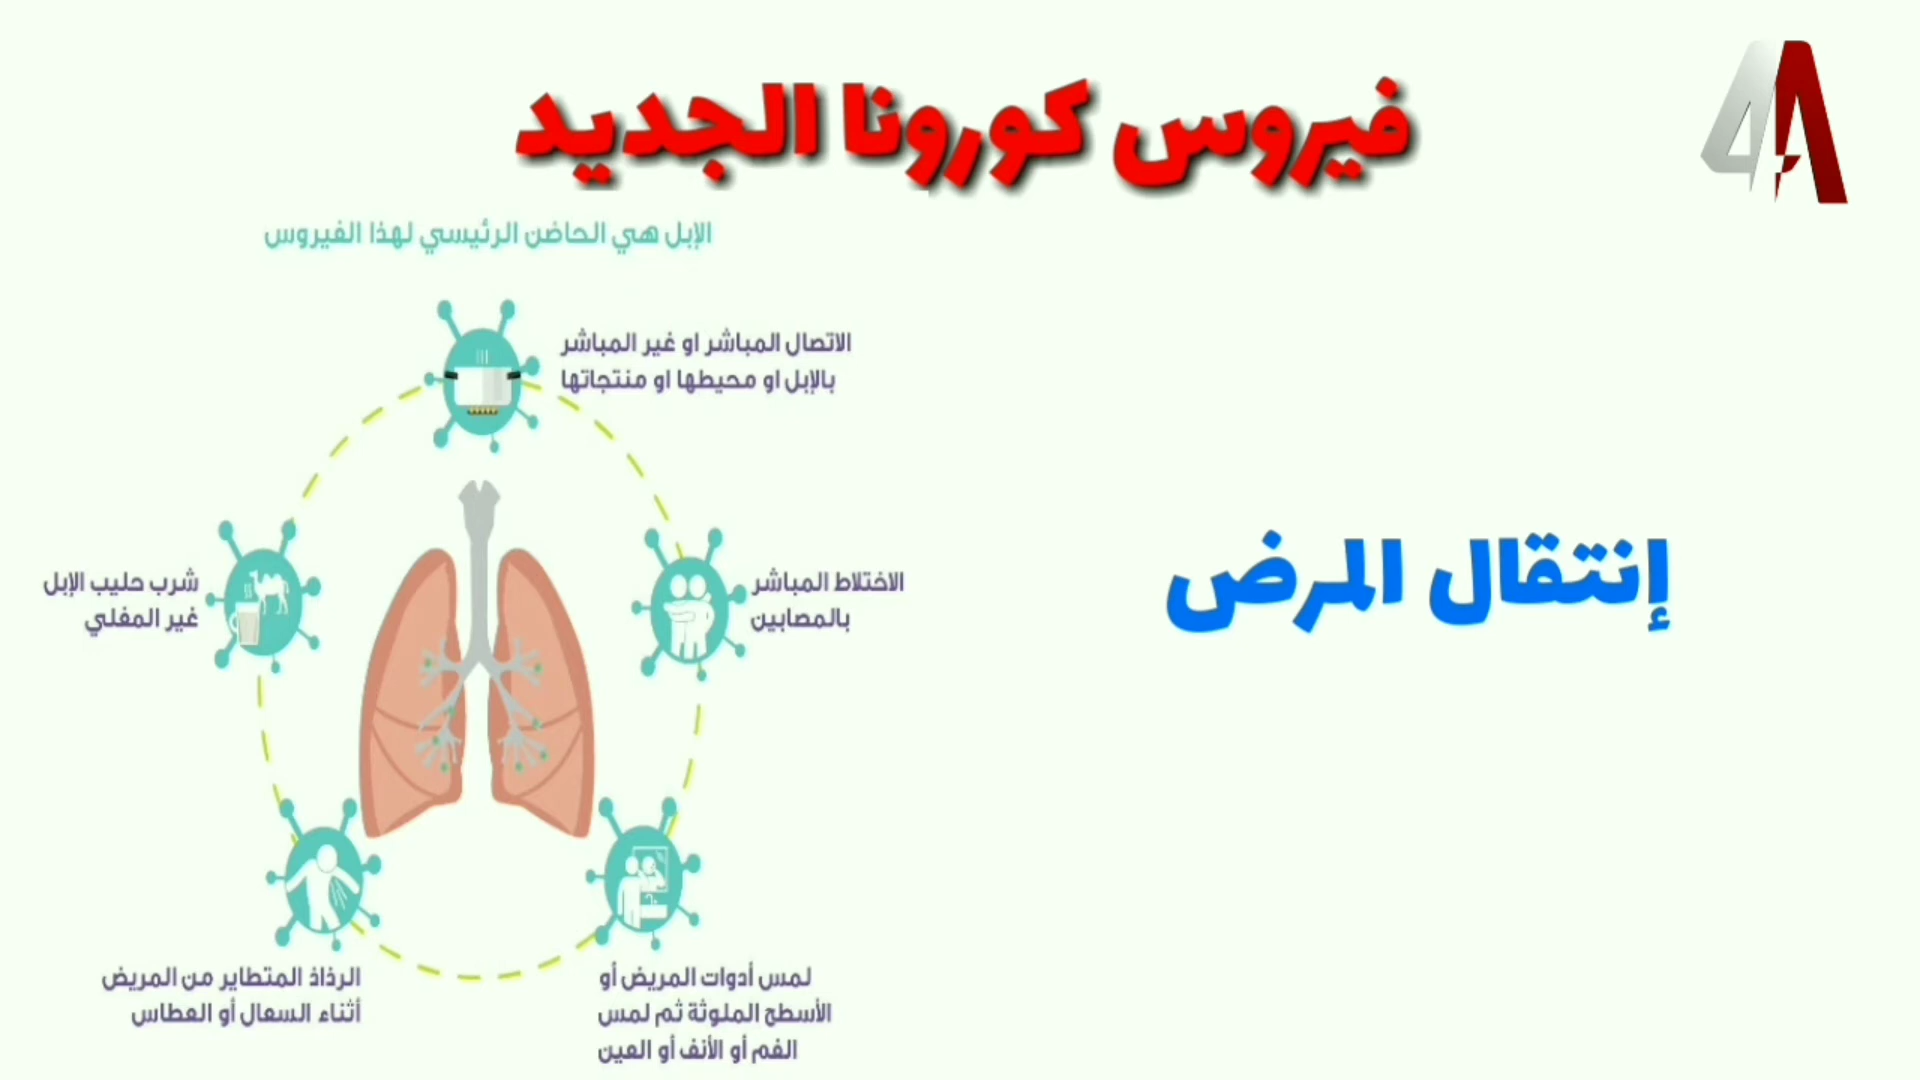 فيروس كورونا الجديد
4A
الإبل هي الحاضن الرئيسي لهذا الفيروس
الاتصال المباشر او غير المباشر
بالإبل او محيطها او منتجاتها
الاختلاط المباشر
بالمصابين
شرب حليب الإبل
غير المغلي
إنتقال المرض
لمس أدوات المريض أو
الأسطح الملوثة ثم لمس
الفم أو الأنف أو العين
الرذاذ المتطاير من المريض
أثناء السعال أو العطاس